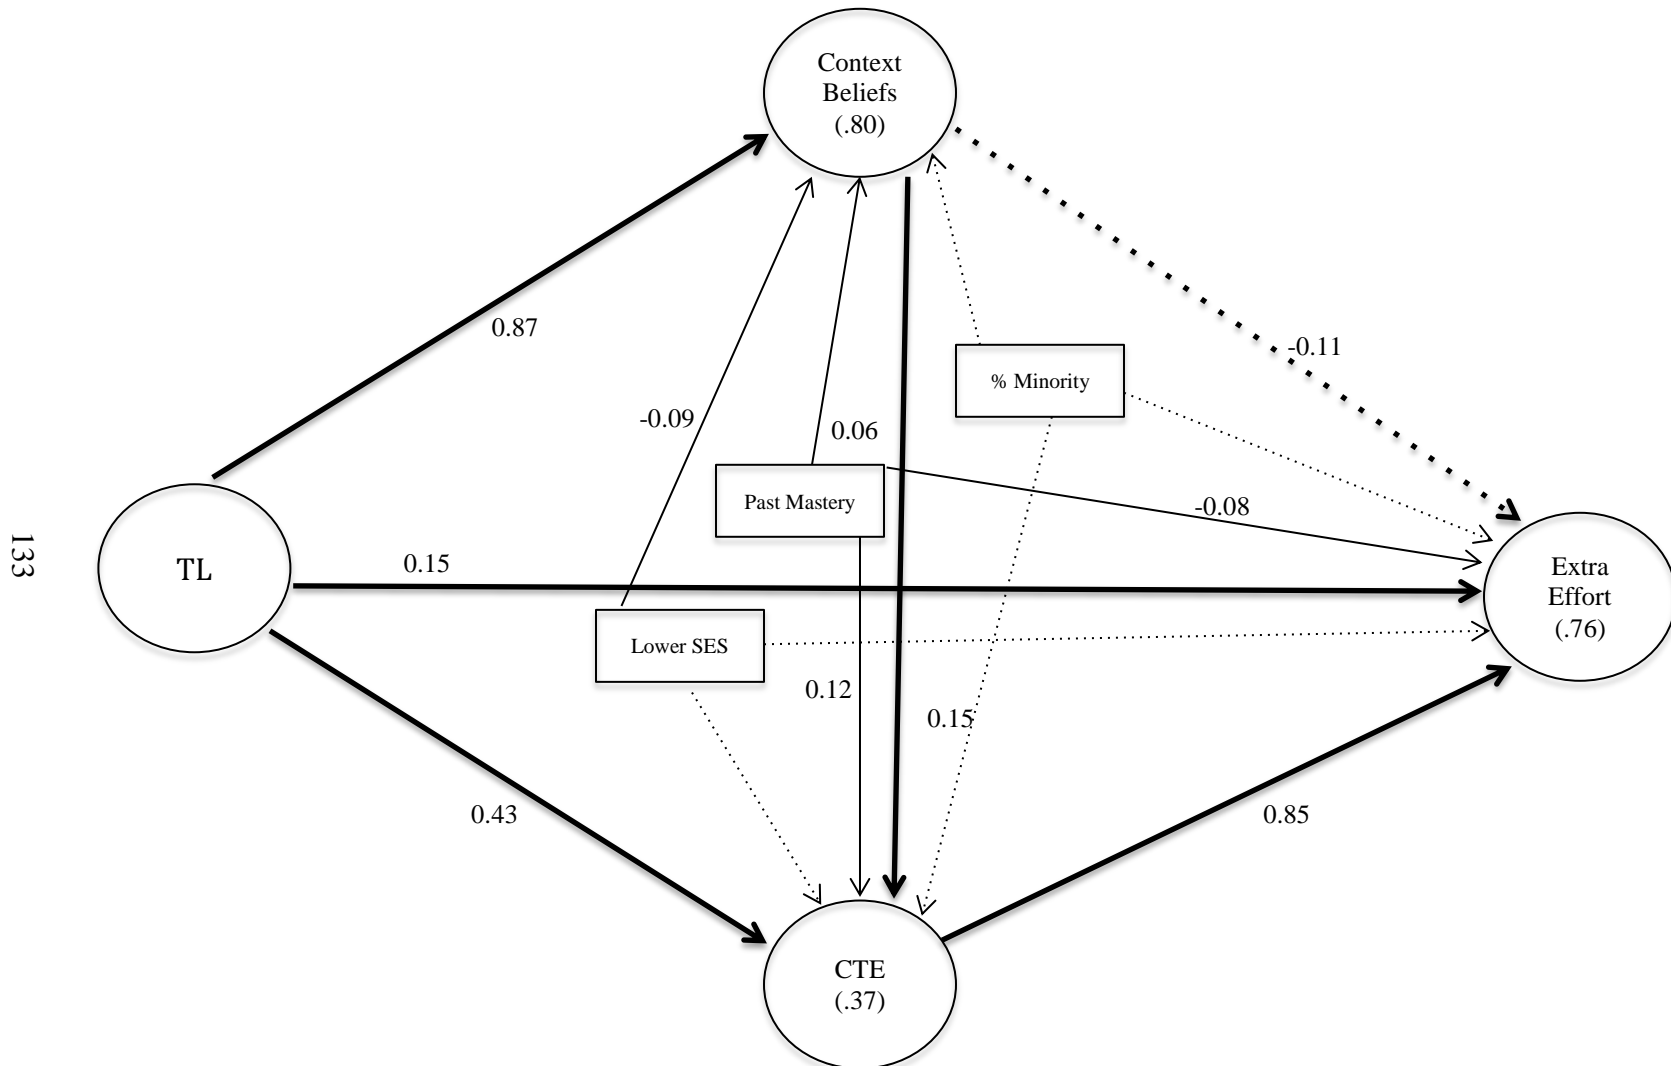 Context
Beliefs
(.80)
0.87
-0.11
% Minority
-0.09
0.06
Past Mastery
-0.08
133
TL
0.15
Extra
Effort
(.76)
Lower SES
0.12
0.15
0.43
0.85
CTE
(.37)